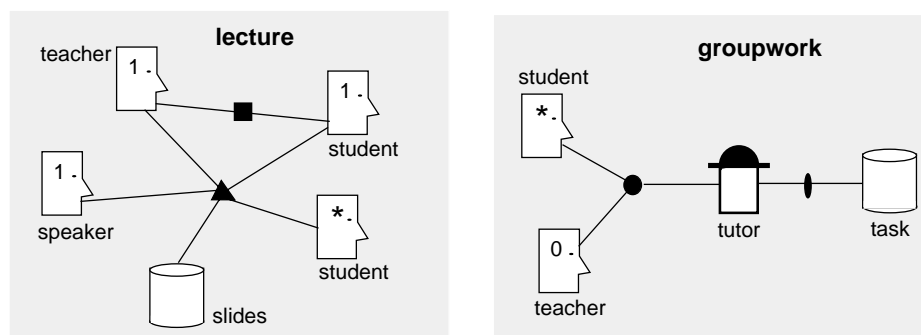 lecture
teacher
1
1
student
1
speaker
*
student
slides
groupwork
student
*
tutor
task
0
teacher